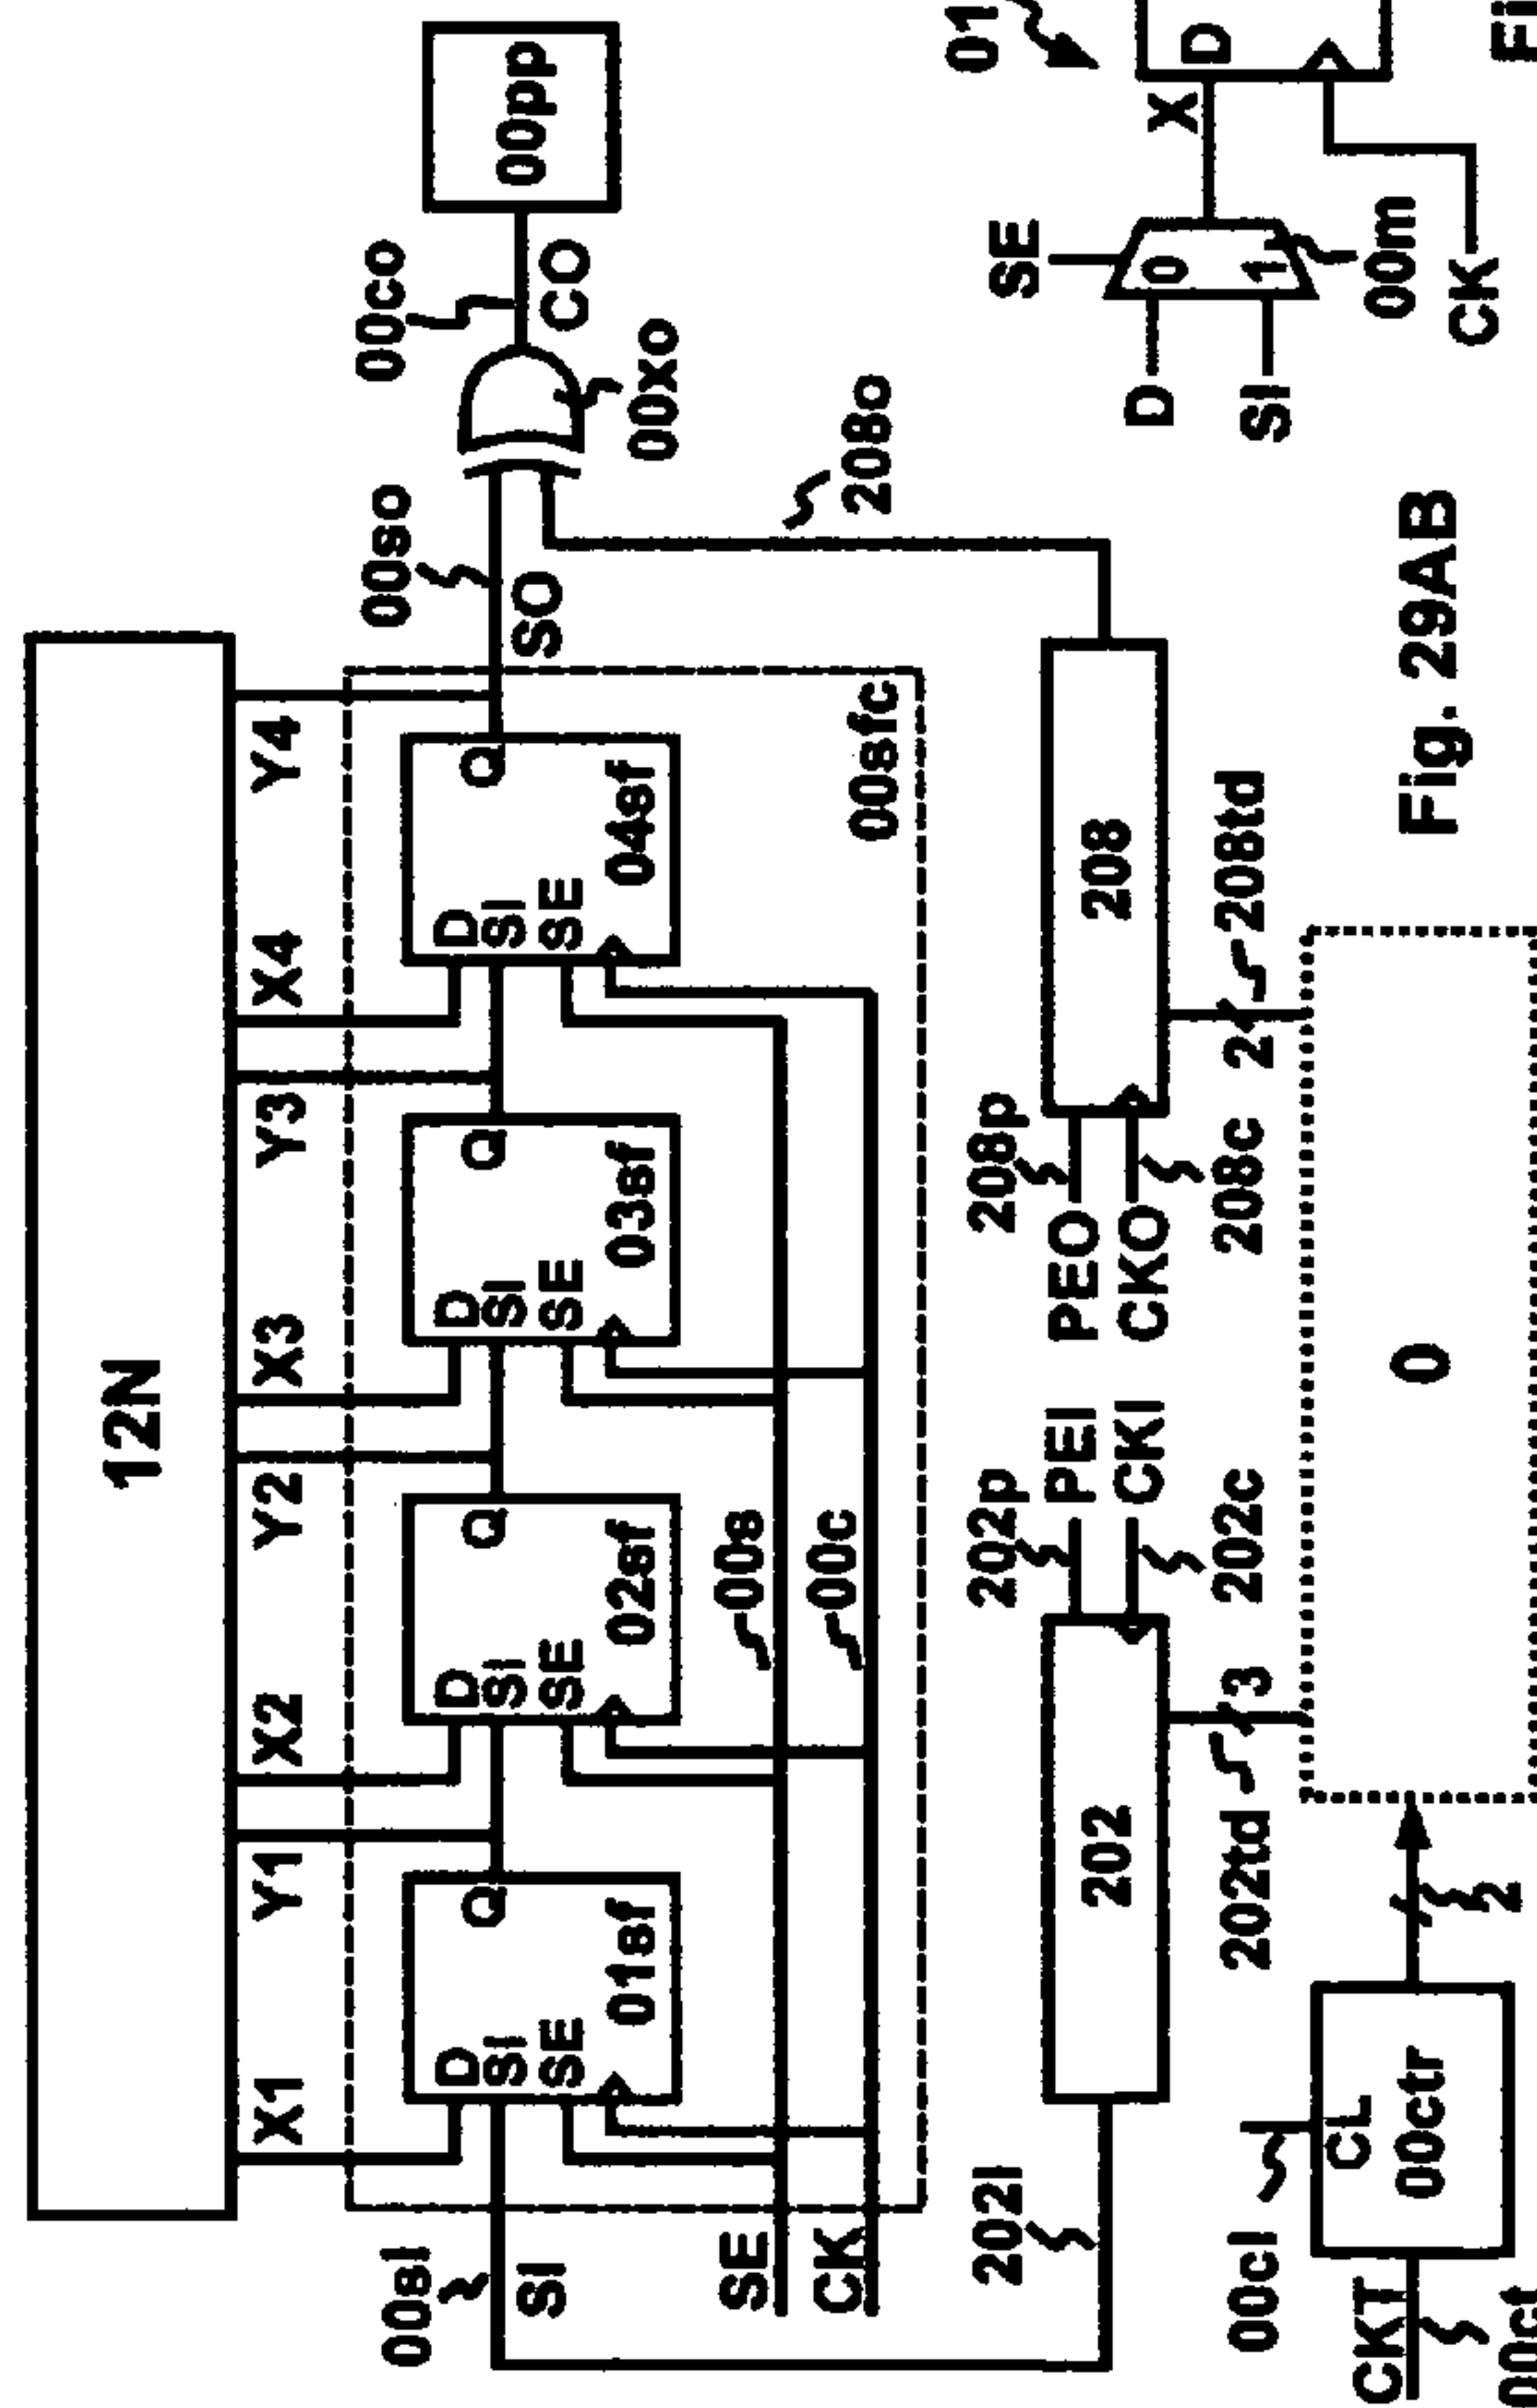 12N
X1
Y1
X2
Y2
X3
Y3
X4
Y4
00si
SI
D
SI
SE
Q
01sf
D
SI
SE
Q
02sf
D
SI
SE
Q
03sf
D
SI
SE
Q
04sf
00so
SO
00co
CO
00pp
00xo
SE
CK
00s
00c
00sfc
208o
202i
202
202p
PEI
CKI
202c
208p
PEO
CKO
208c
208
202td
3
2
208td
00cl
CL
CKT
00ctr
00ct
2
0
Fig. 29AB
SE
D
SI
0
1
00m
CK
X
D
01